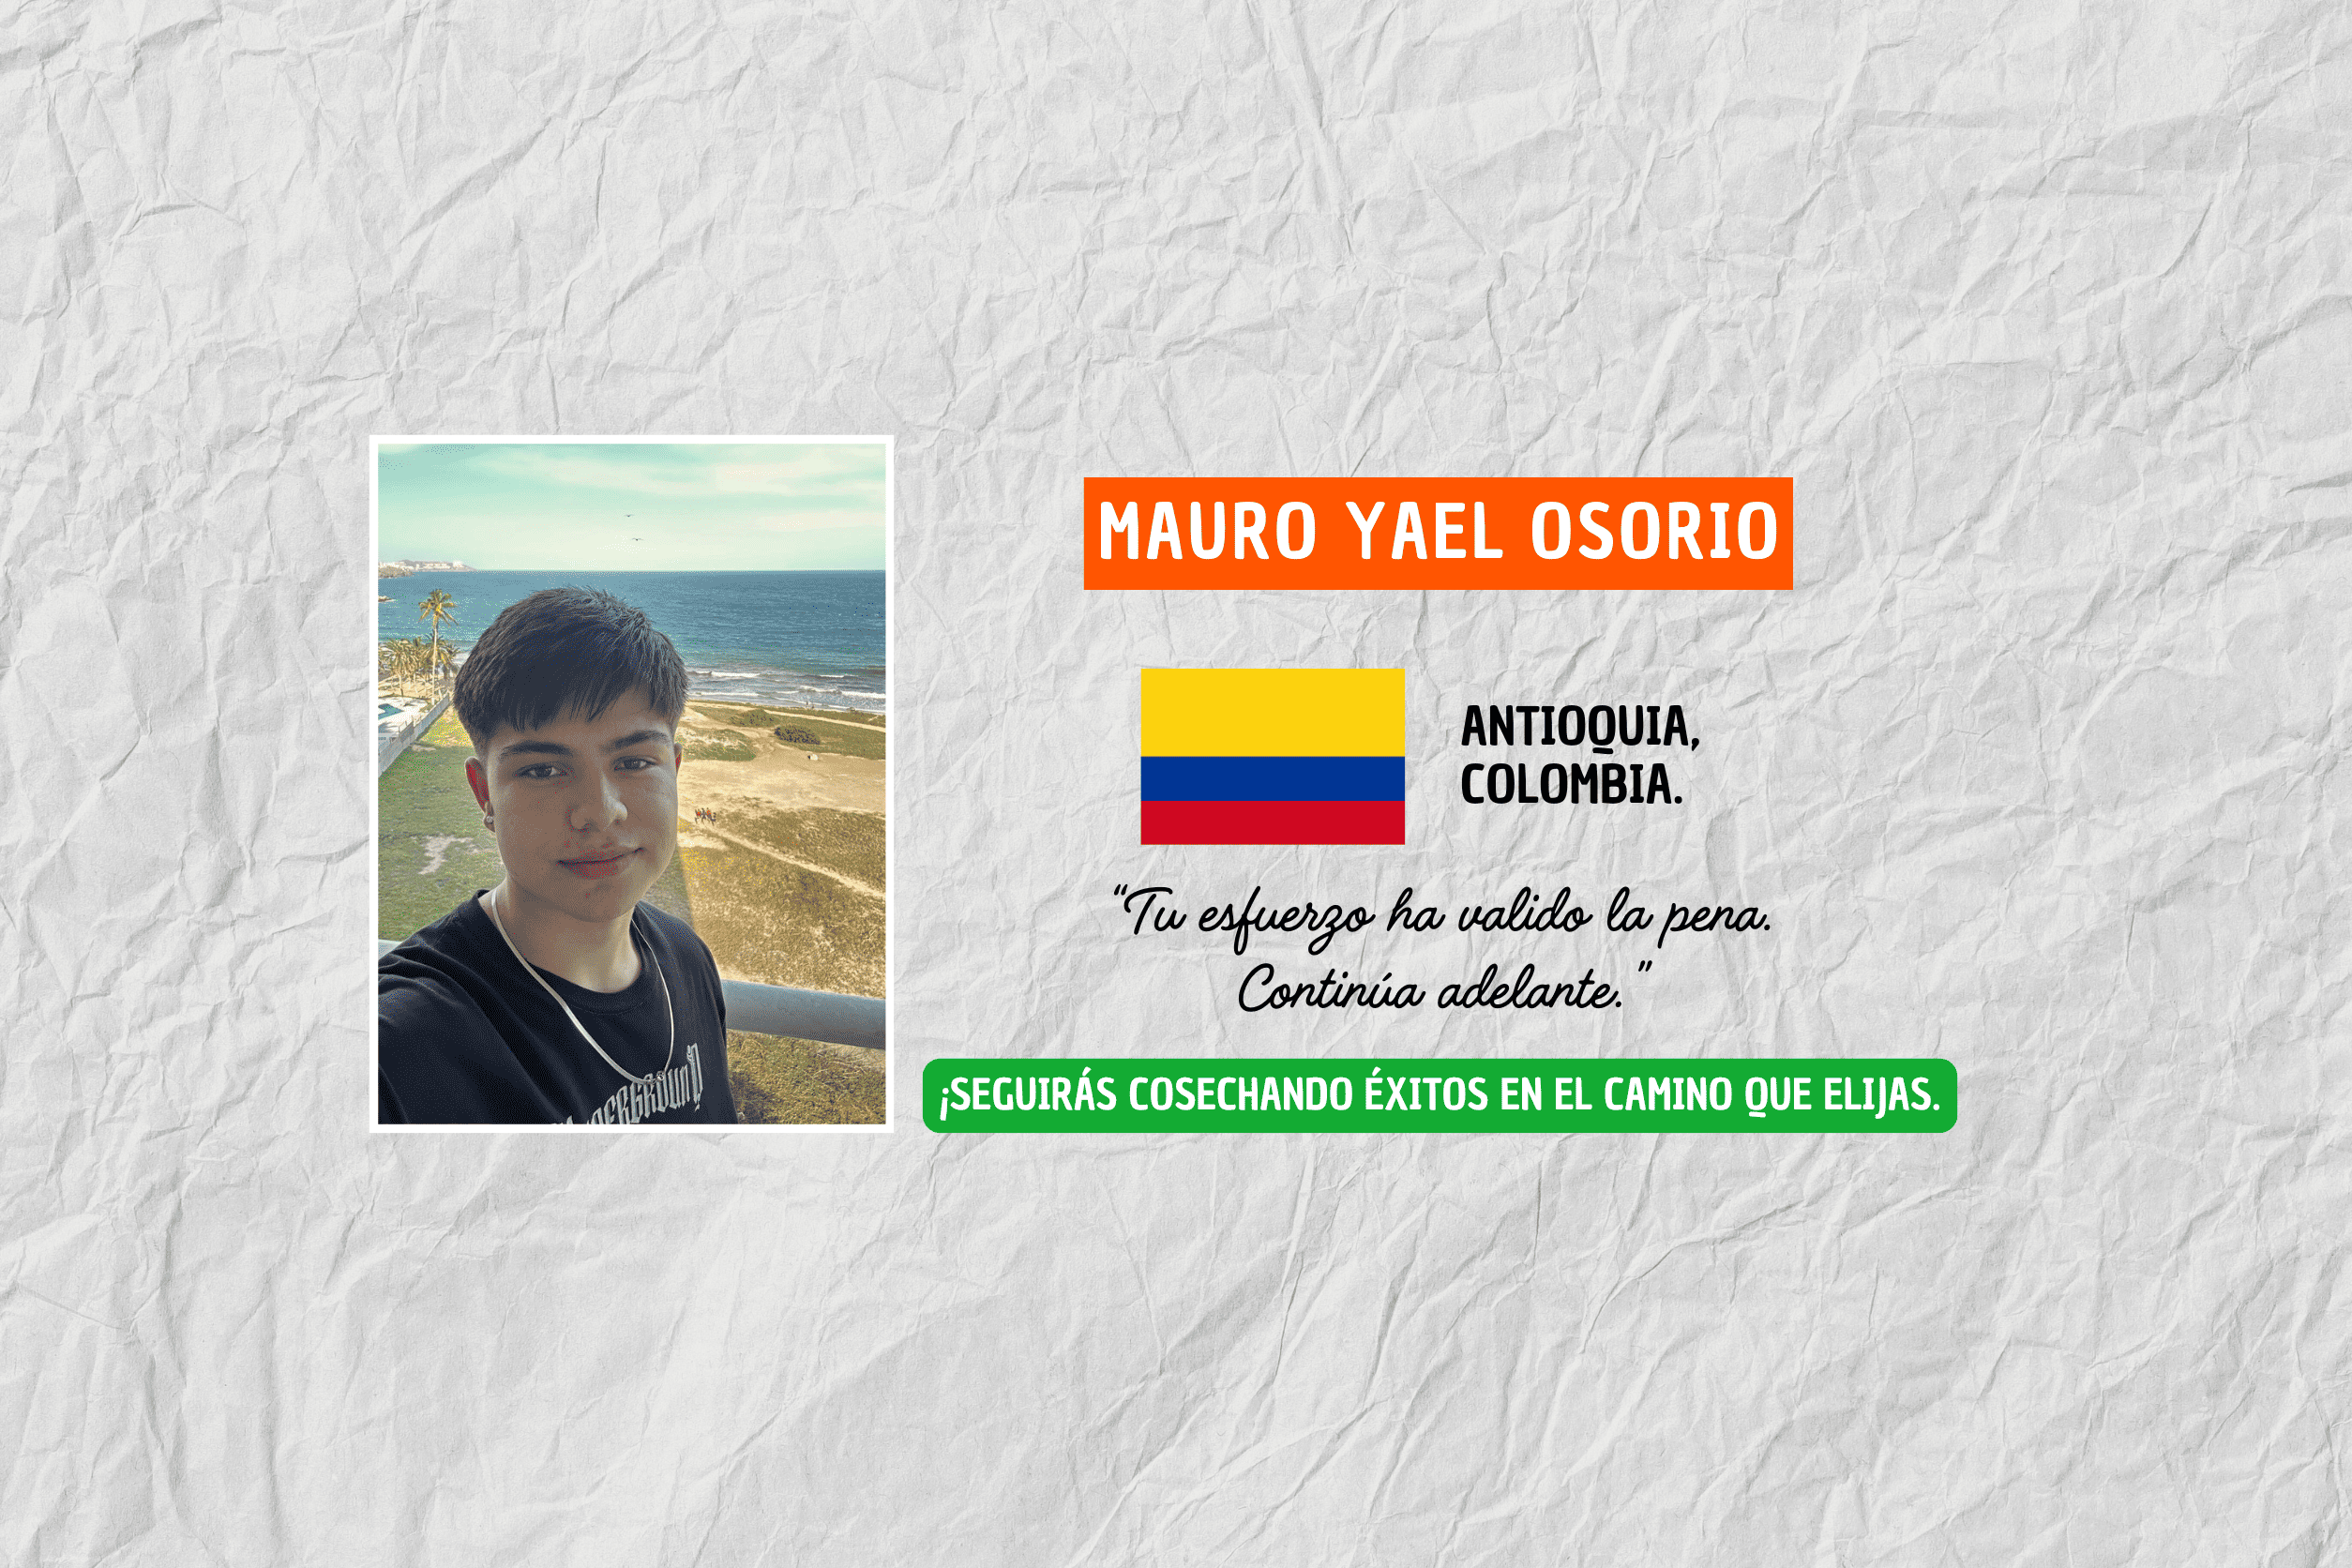 MAURO YAEL OSORIO
ANTIOQUIA,
COLOMBIA.
“Tu esfuerzo ha valido la pena.
Continúa adelante.”
¡SEGUIRÁS COSECHANDO ÉXITOS EN EL CAMINO QUE ELIJAS.